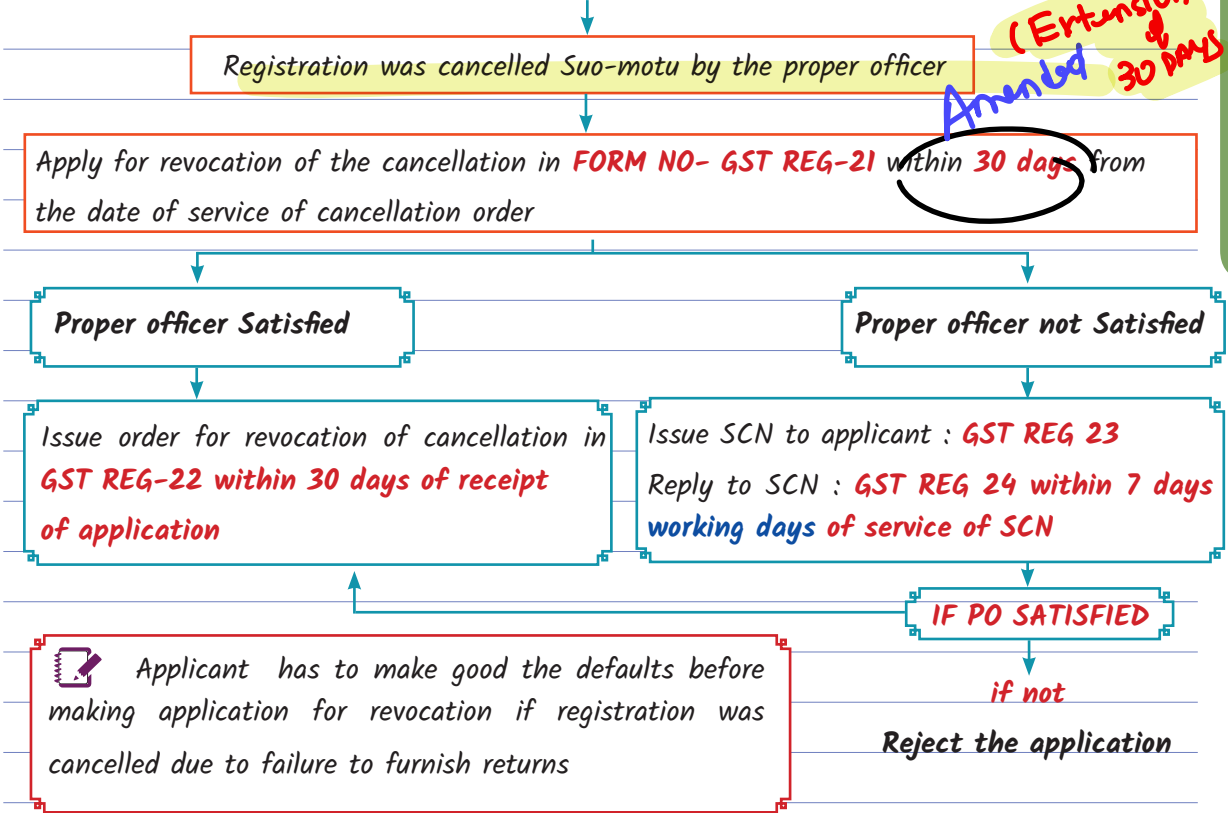 (Extension
of
30 DAYS
Amended
Registration was cancelled Suo-motu by the proper officer
Apply for revocation of the cancellation in FORM NO- GST REG-21 within 30 days from
the date of service of cancellation order
Proper officer Satisfied
Proper officer not Satisfied
Issue order for revocation of cancellation in
GST REG-22 within 30 days of receipt
of application
Issue SCN to applicant : GST REG 23
Reply to SCN : GST REG 24 within 7 days
working days of service of SCN
IF PO SATISFIED
if not
Reject the application
Applicant has to make good the defaults before
making application for revocation if registration was
cancelled due to failure to furnish returns